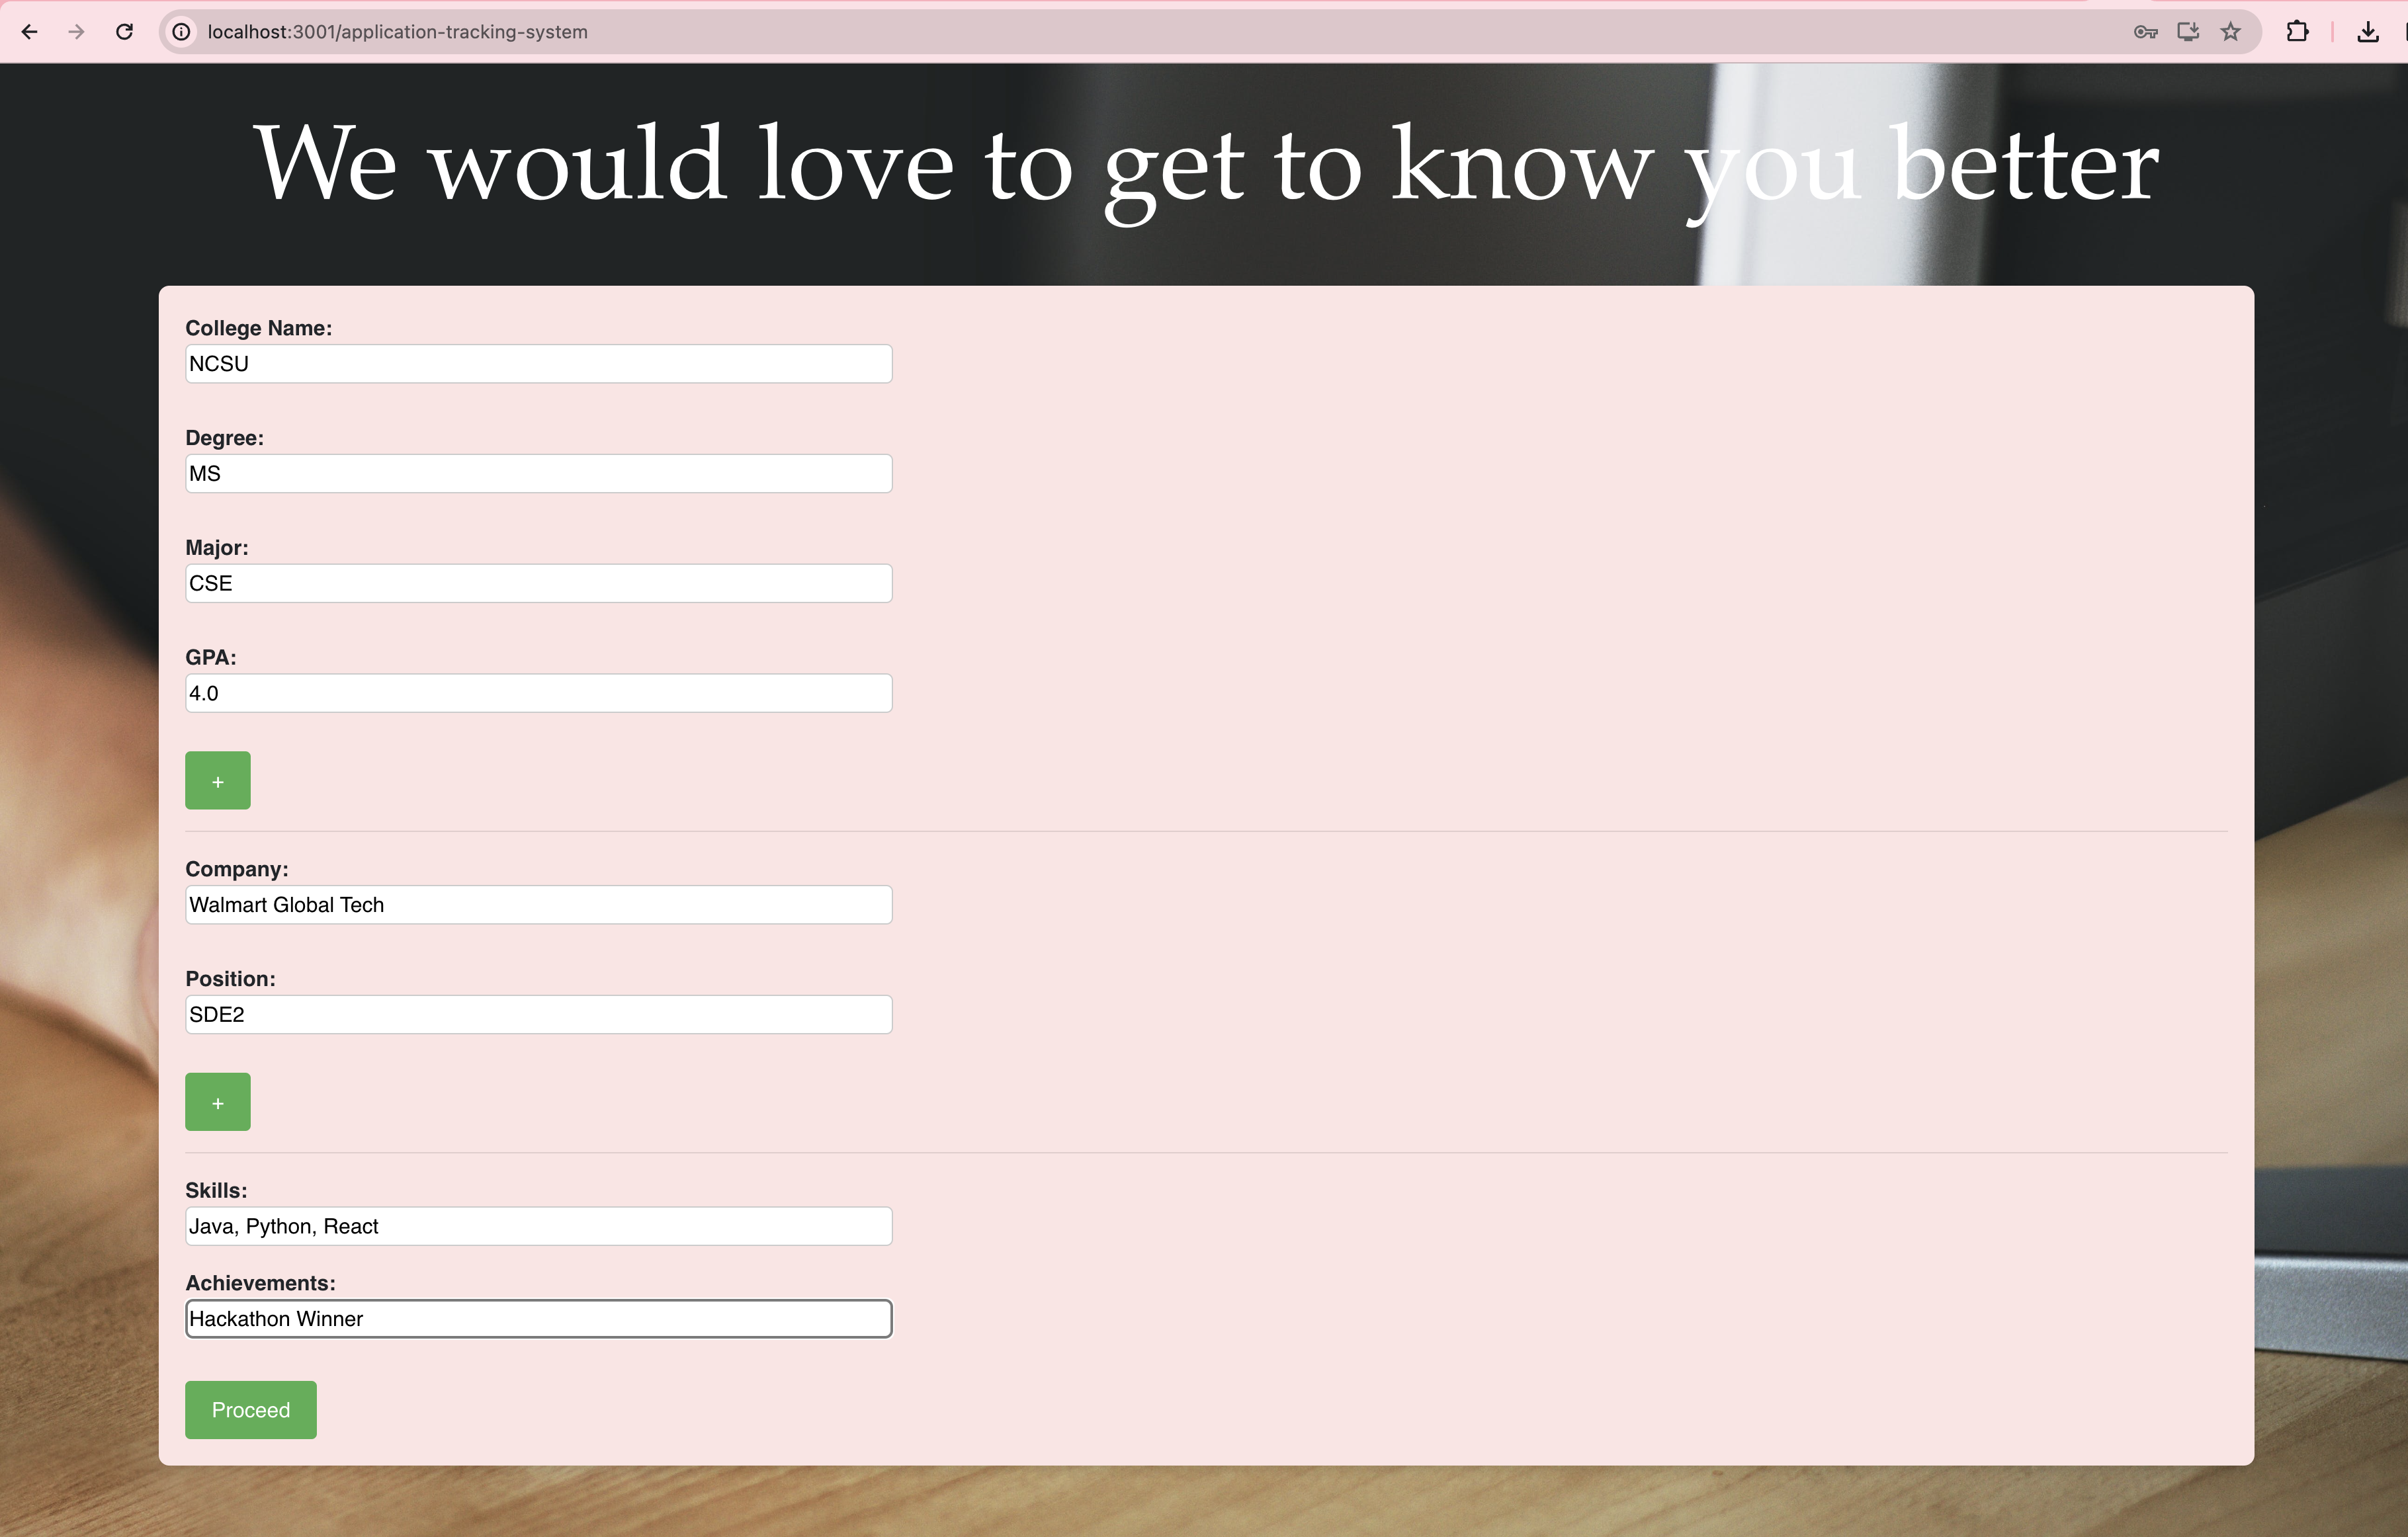 localhost:3001/application-tracking-system
We would love to get to know you better
College Name:
NCSU
Degree:
MS
Major:
CSE
GPA:
4.0
+
Company:
Walmart Global Tech
Position:
SDE2
+
Skills:
Java, Python, React
Achievements:
Hackathon Winner
Proceed